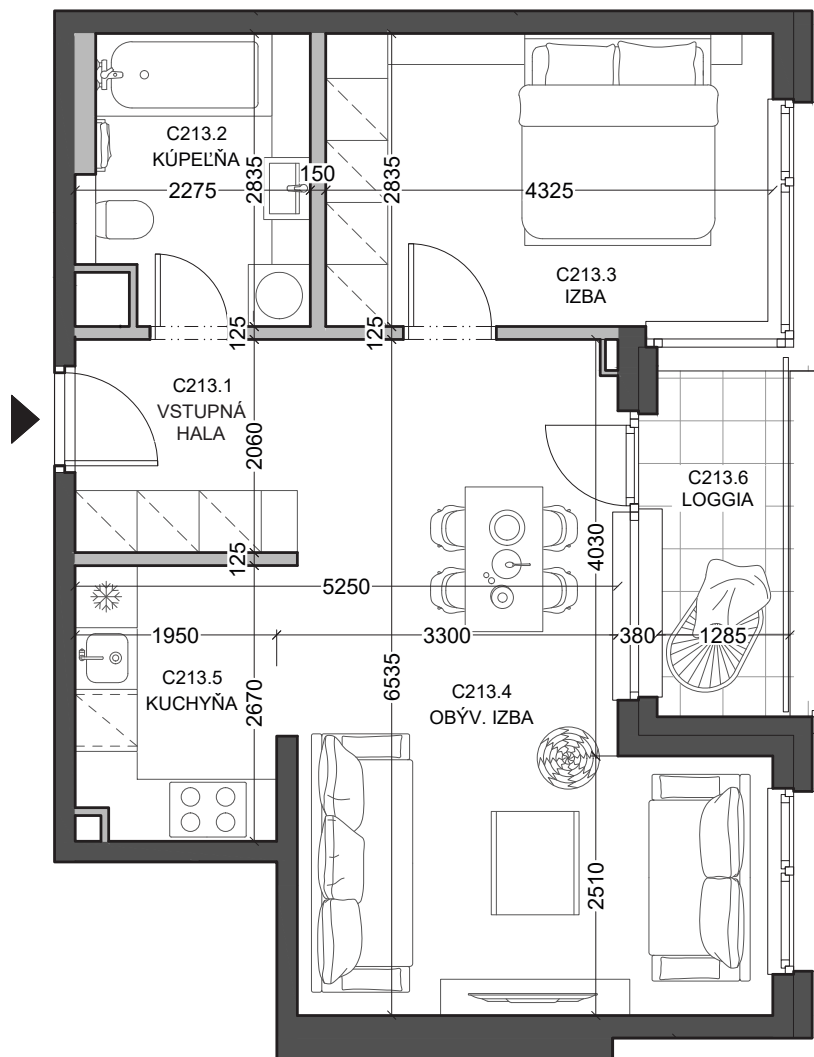 C213.2
KÚPEĽŇA
2275
2835
150
2835
4325
C213.3
IZBA
125
125
C213.1
VSTUPNÁ
HALA
2060
C213.6
LOGGIA
4030
125
5250
1950
3300
380
1285
C213.5
KUCHYŇA
2670
6535
C213.4
OBÝV. IZBA
2510